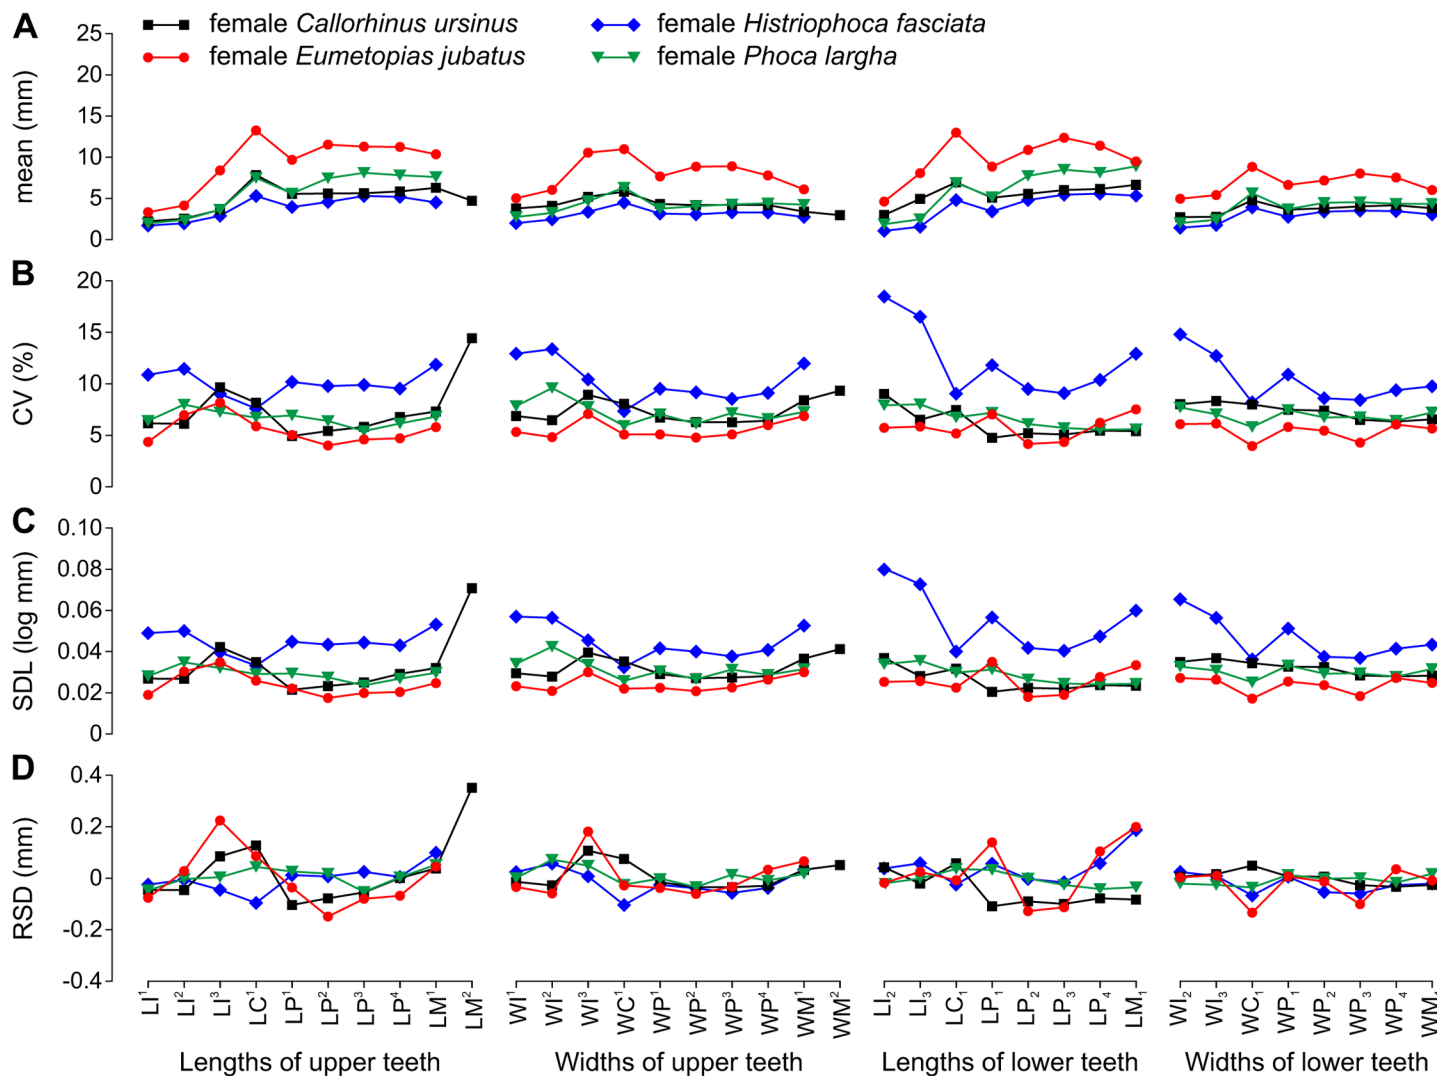 A
female Callorhinus ursinus
female Histriophoca fasciata
female Eumetopias jubatus
female Phoca largha
mean (mm)
25
20
15
10
5
0
B
CV (%)
20
15
10
5
0
C
SDL (log mm)
0.10
0.08
0.06
0.04
0.02
0
D
RSD (mm)
0.4
0.2
0
-0.2
-0.4
LI¹ LI² LI³ LC¹ LP¹ LP² LP³ LP⁴ LM¹ LM²
WI¹ WI² WI³ WC¹ WP¹ WP² WP³ WP⁴ WM¹ WM²
LI₂ LI₃ LC₁ LP₁ LP₂ LP₃ LP₄ LM₁
WI₂ WI₃ WC₁ WP₁ WP₂ WP₃ WP₄ WM₁
Lengths of upper teeth
Widths of upper teeth
Lengths of lower teeth
Widths of lower teeth